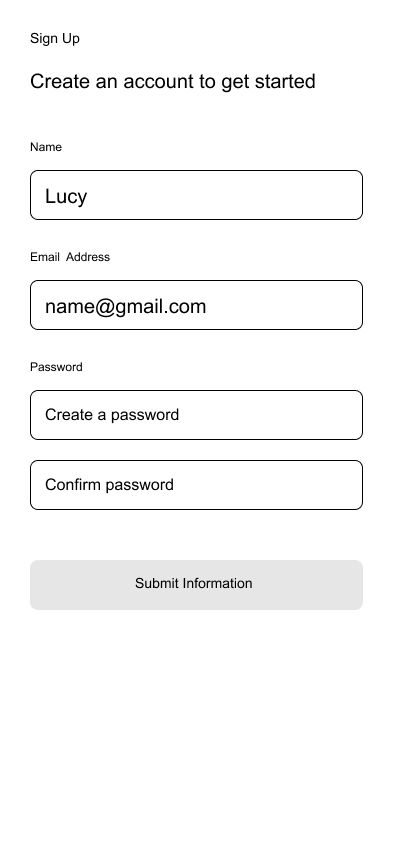 Sign Up
Create an account to get started
Name
Lucy
Email  Address
name@gmail.com
Password
Create a password
Confirm password
Submit Information